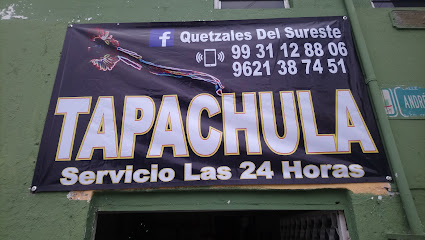 f Quetzales Del Sureste
99 31 12 88 06
9621 38 74 51
TAPACHULA
Servicio Las 24 Horas